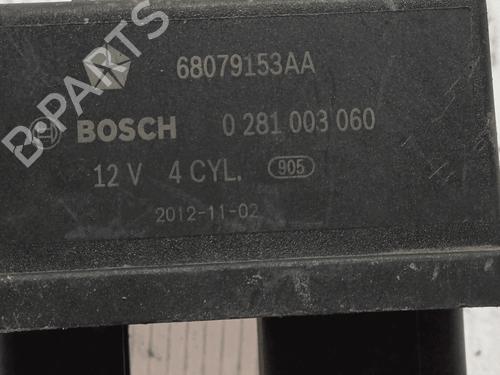 68079153AA
BOSCH 0 281 003 060
12 V 4 CYL. 905
2012-11-02
B-PARTS